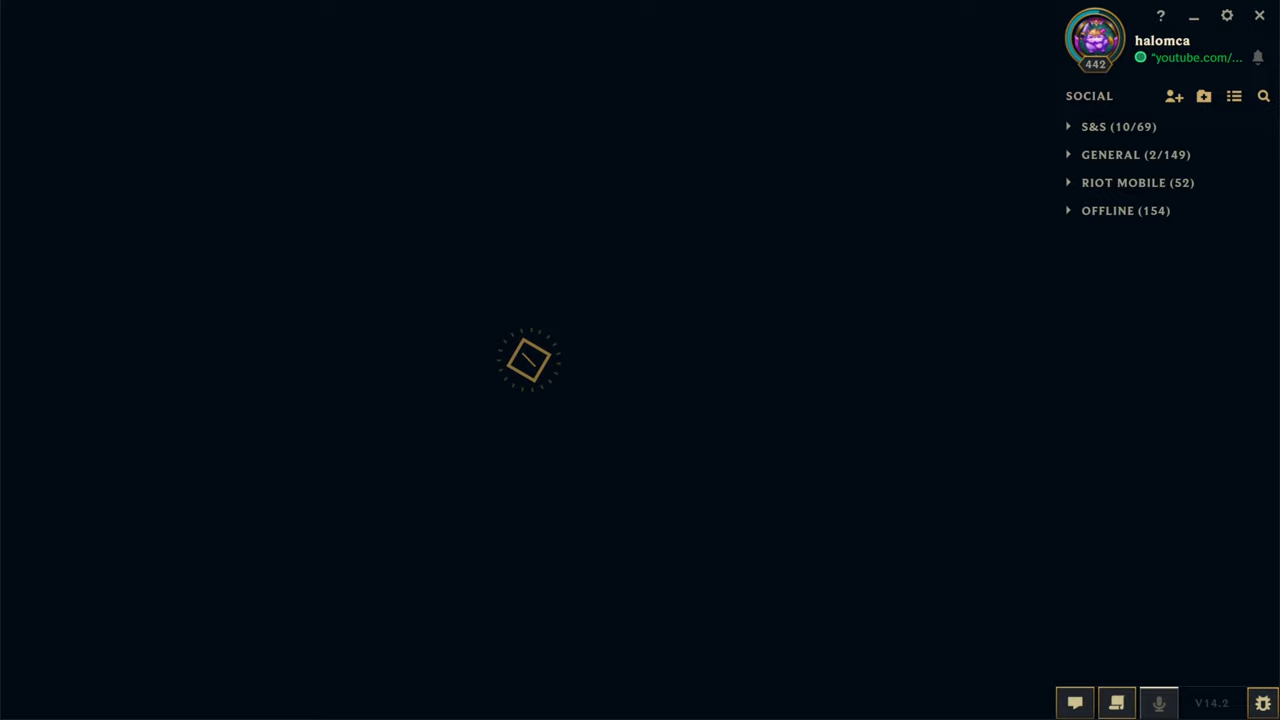 ?
halomca
"youtube.com/...
442
SOCIAL
S&S (10/69)
GENERAL (2/149)
RIOT MOBILE (52)
OFFLINE (154)
V14.2